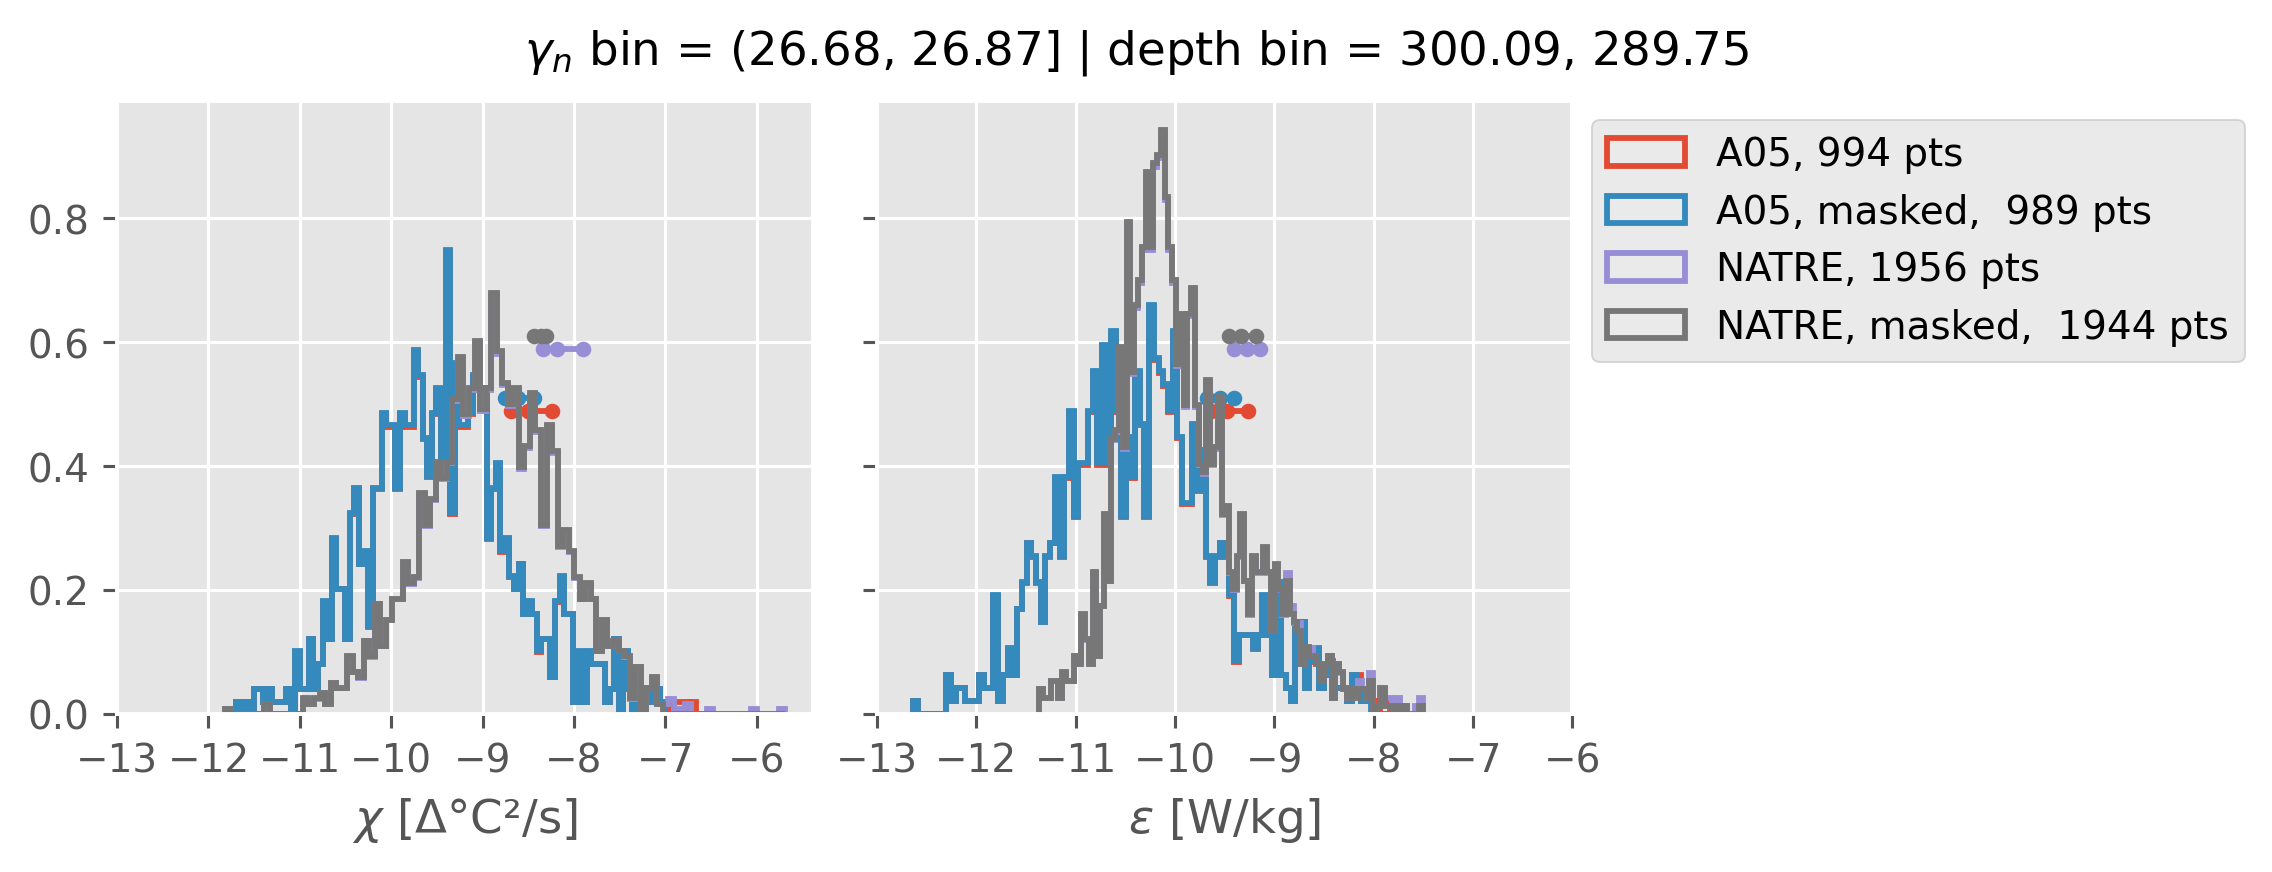 γn bin = (26.68, 26.87] | depth bin = 300.09, 289.75
0.8
0.6
0.4
0.2
0.0
−13 −12 −11 −10 −9 −8 −7 −6
χ [Δ°C²/s]
−13 −12 −11 −10 −9 −8 −7 −6
ε [W/kg]
A05, 994 pts
A05, masked,  989 pts
NATRE, 1956 pts
NATRE, masked,  1944 pts